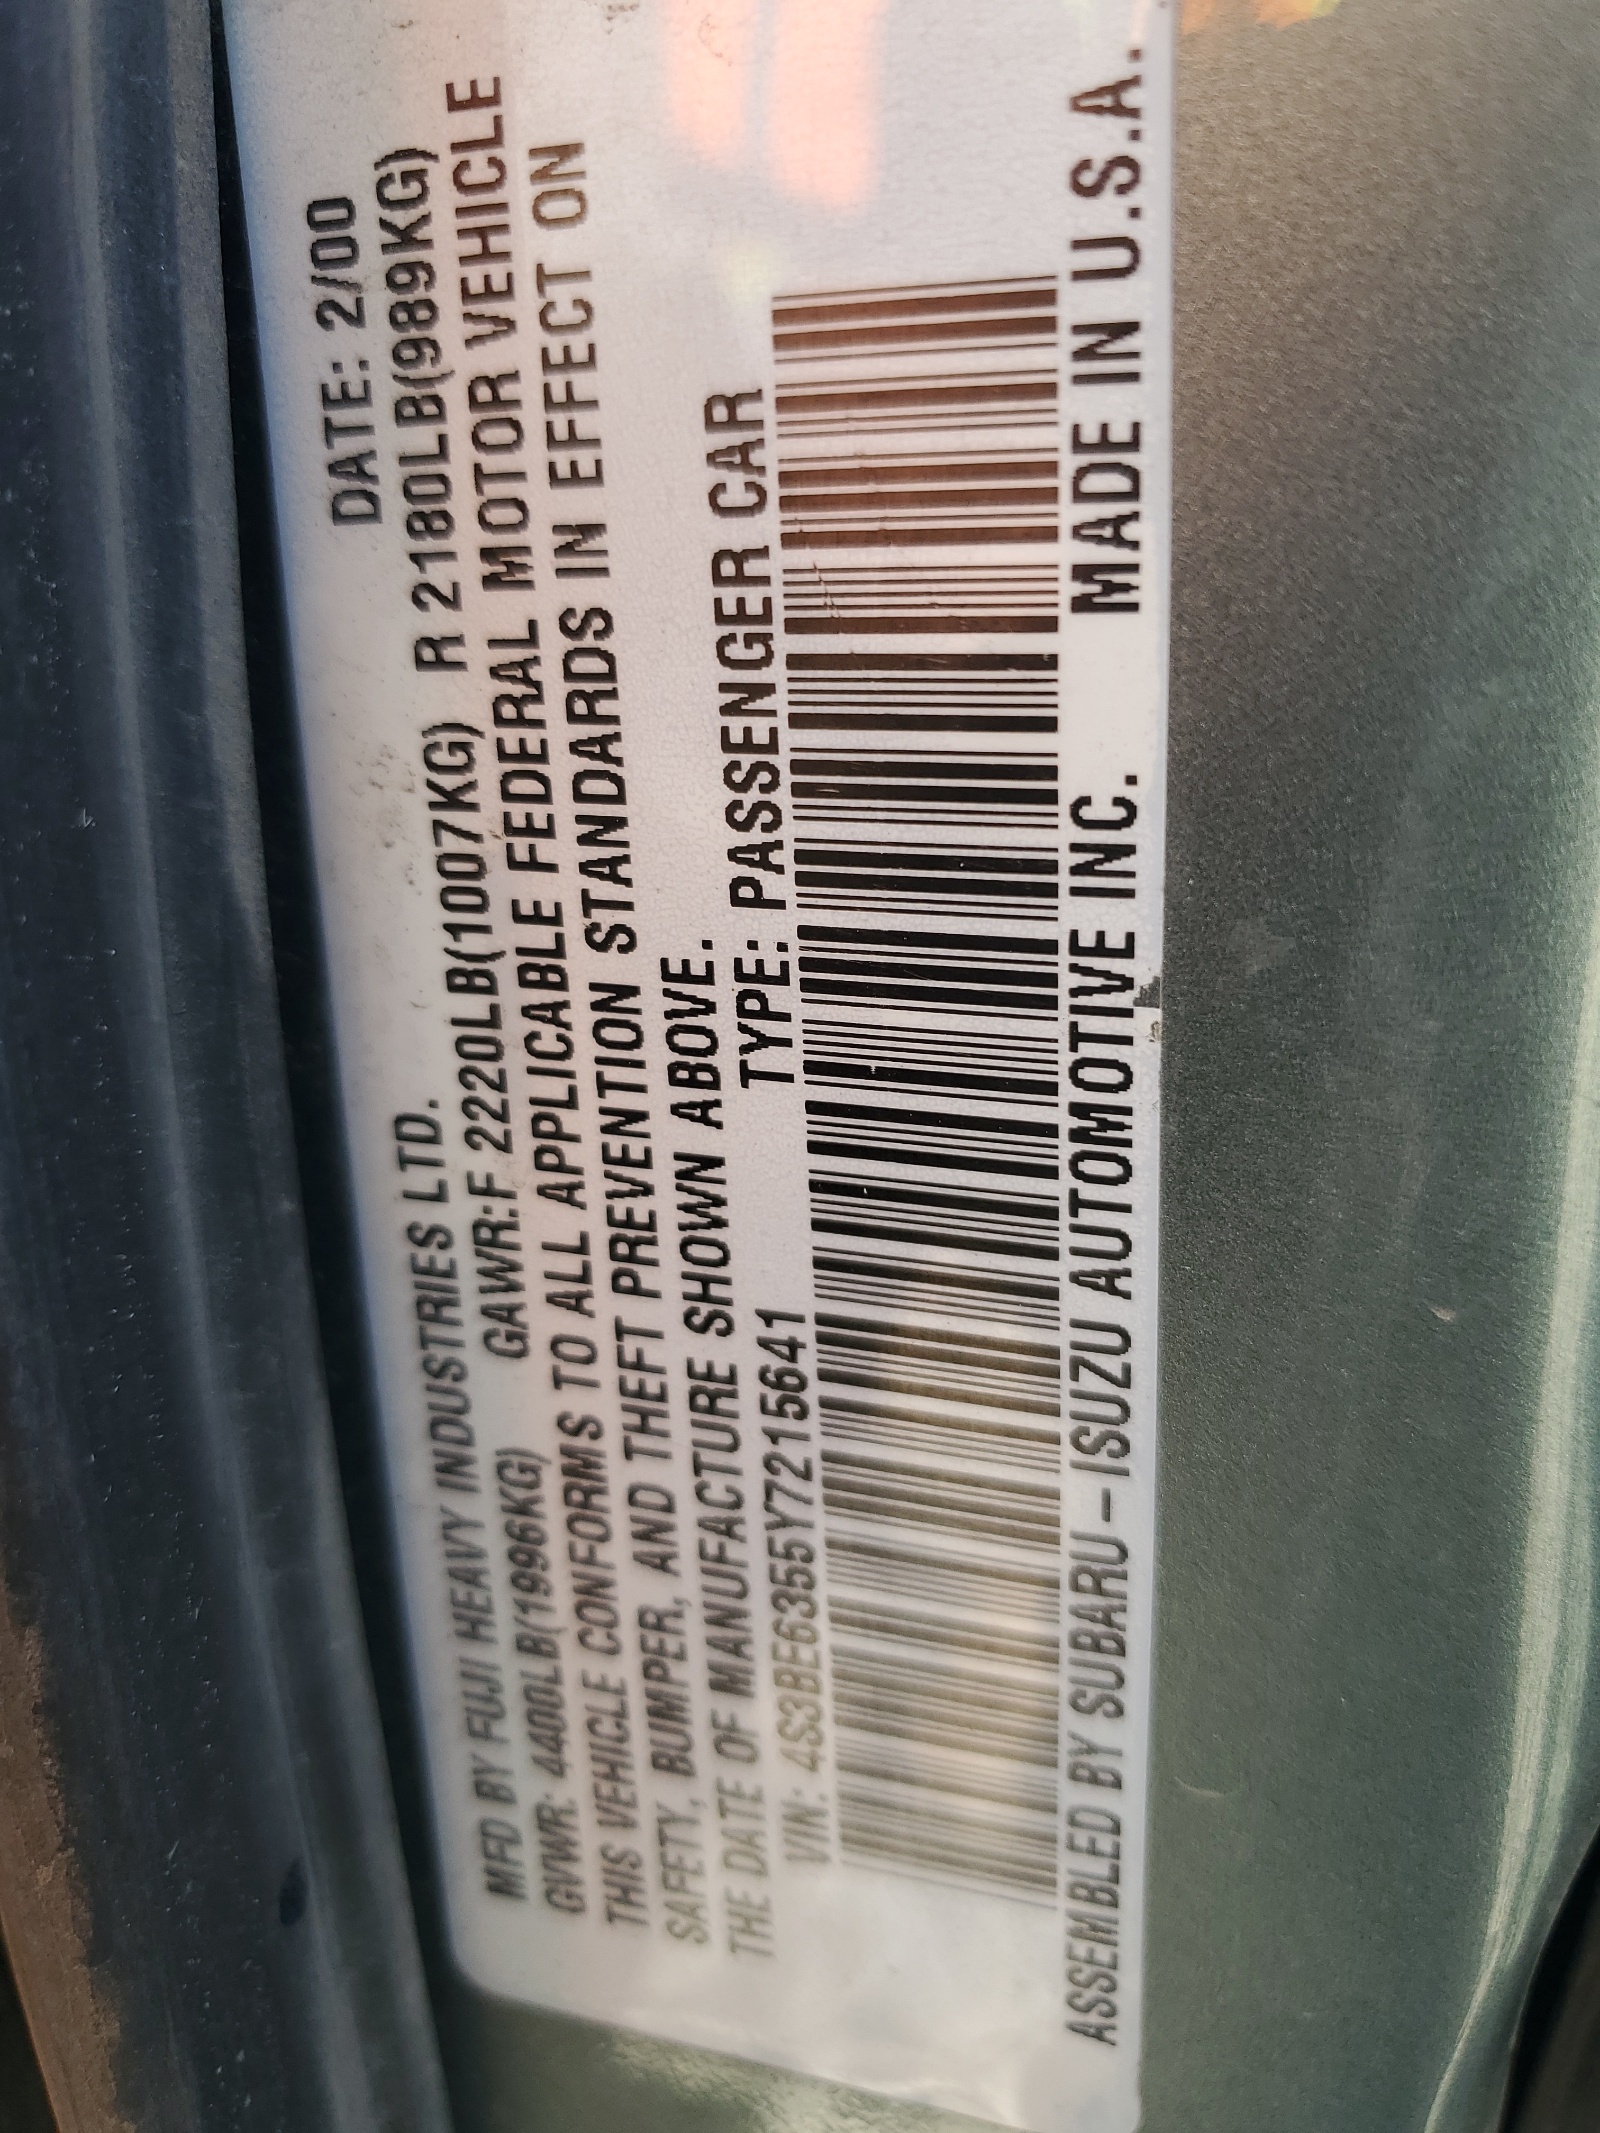 MFD BY FUJI HEAVY INDUSTRIES LTD. DATE: 2/00
GVWR: 4400LB(1996KG) GAWR:F 2220LB(1007KG) R 2180LB(989KG)
THIS VEHICLE CONFORMS TO ALL APPLICABLE FEDERAL MOTOR VEHICLE
SAFETY, BUMPER, AND THEFT PREVENTION STANDARDS IN EFFECT ON
THE DATE OF MANUFACTURE SHOWN ABOVE.
VIN: 4S3BE6355Y7215641 TYPE: PASSENGER CAR
ASSEMBLED BY SUBARU-ISUZU AUTOMOTIVE INC. MADE IN U.S.A.